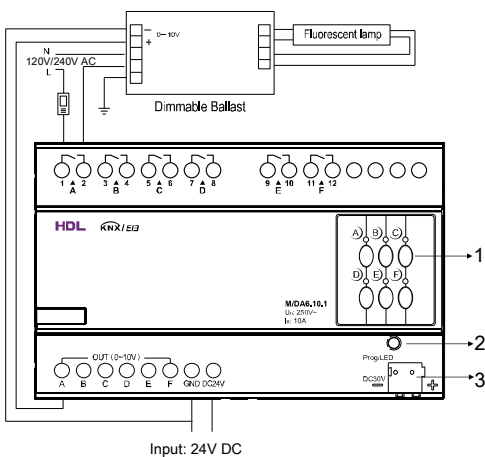 − 0~10V
+
Fluorescent lamp
N
120V/240V AC
L
Dimmable Ballast
1 2 3 4 5 6 7 8 9 10 11 12
A B C D E F
HDL KNX/EIB
A) B) C)
1
D) E) F)
M/DA6.10.1
Un: 250V~
In: 10A
2
Prog/LED
OUT (0~10V)
DC30V
3
− +
A B C D E F GND DC24V
Input: 24V DC